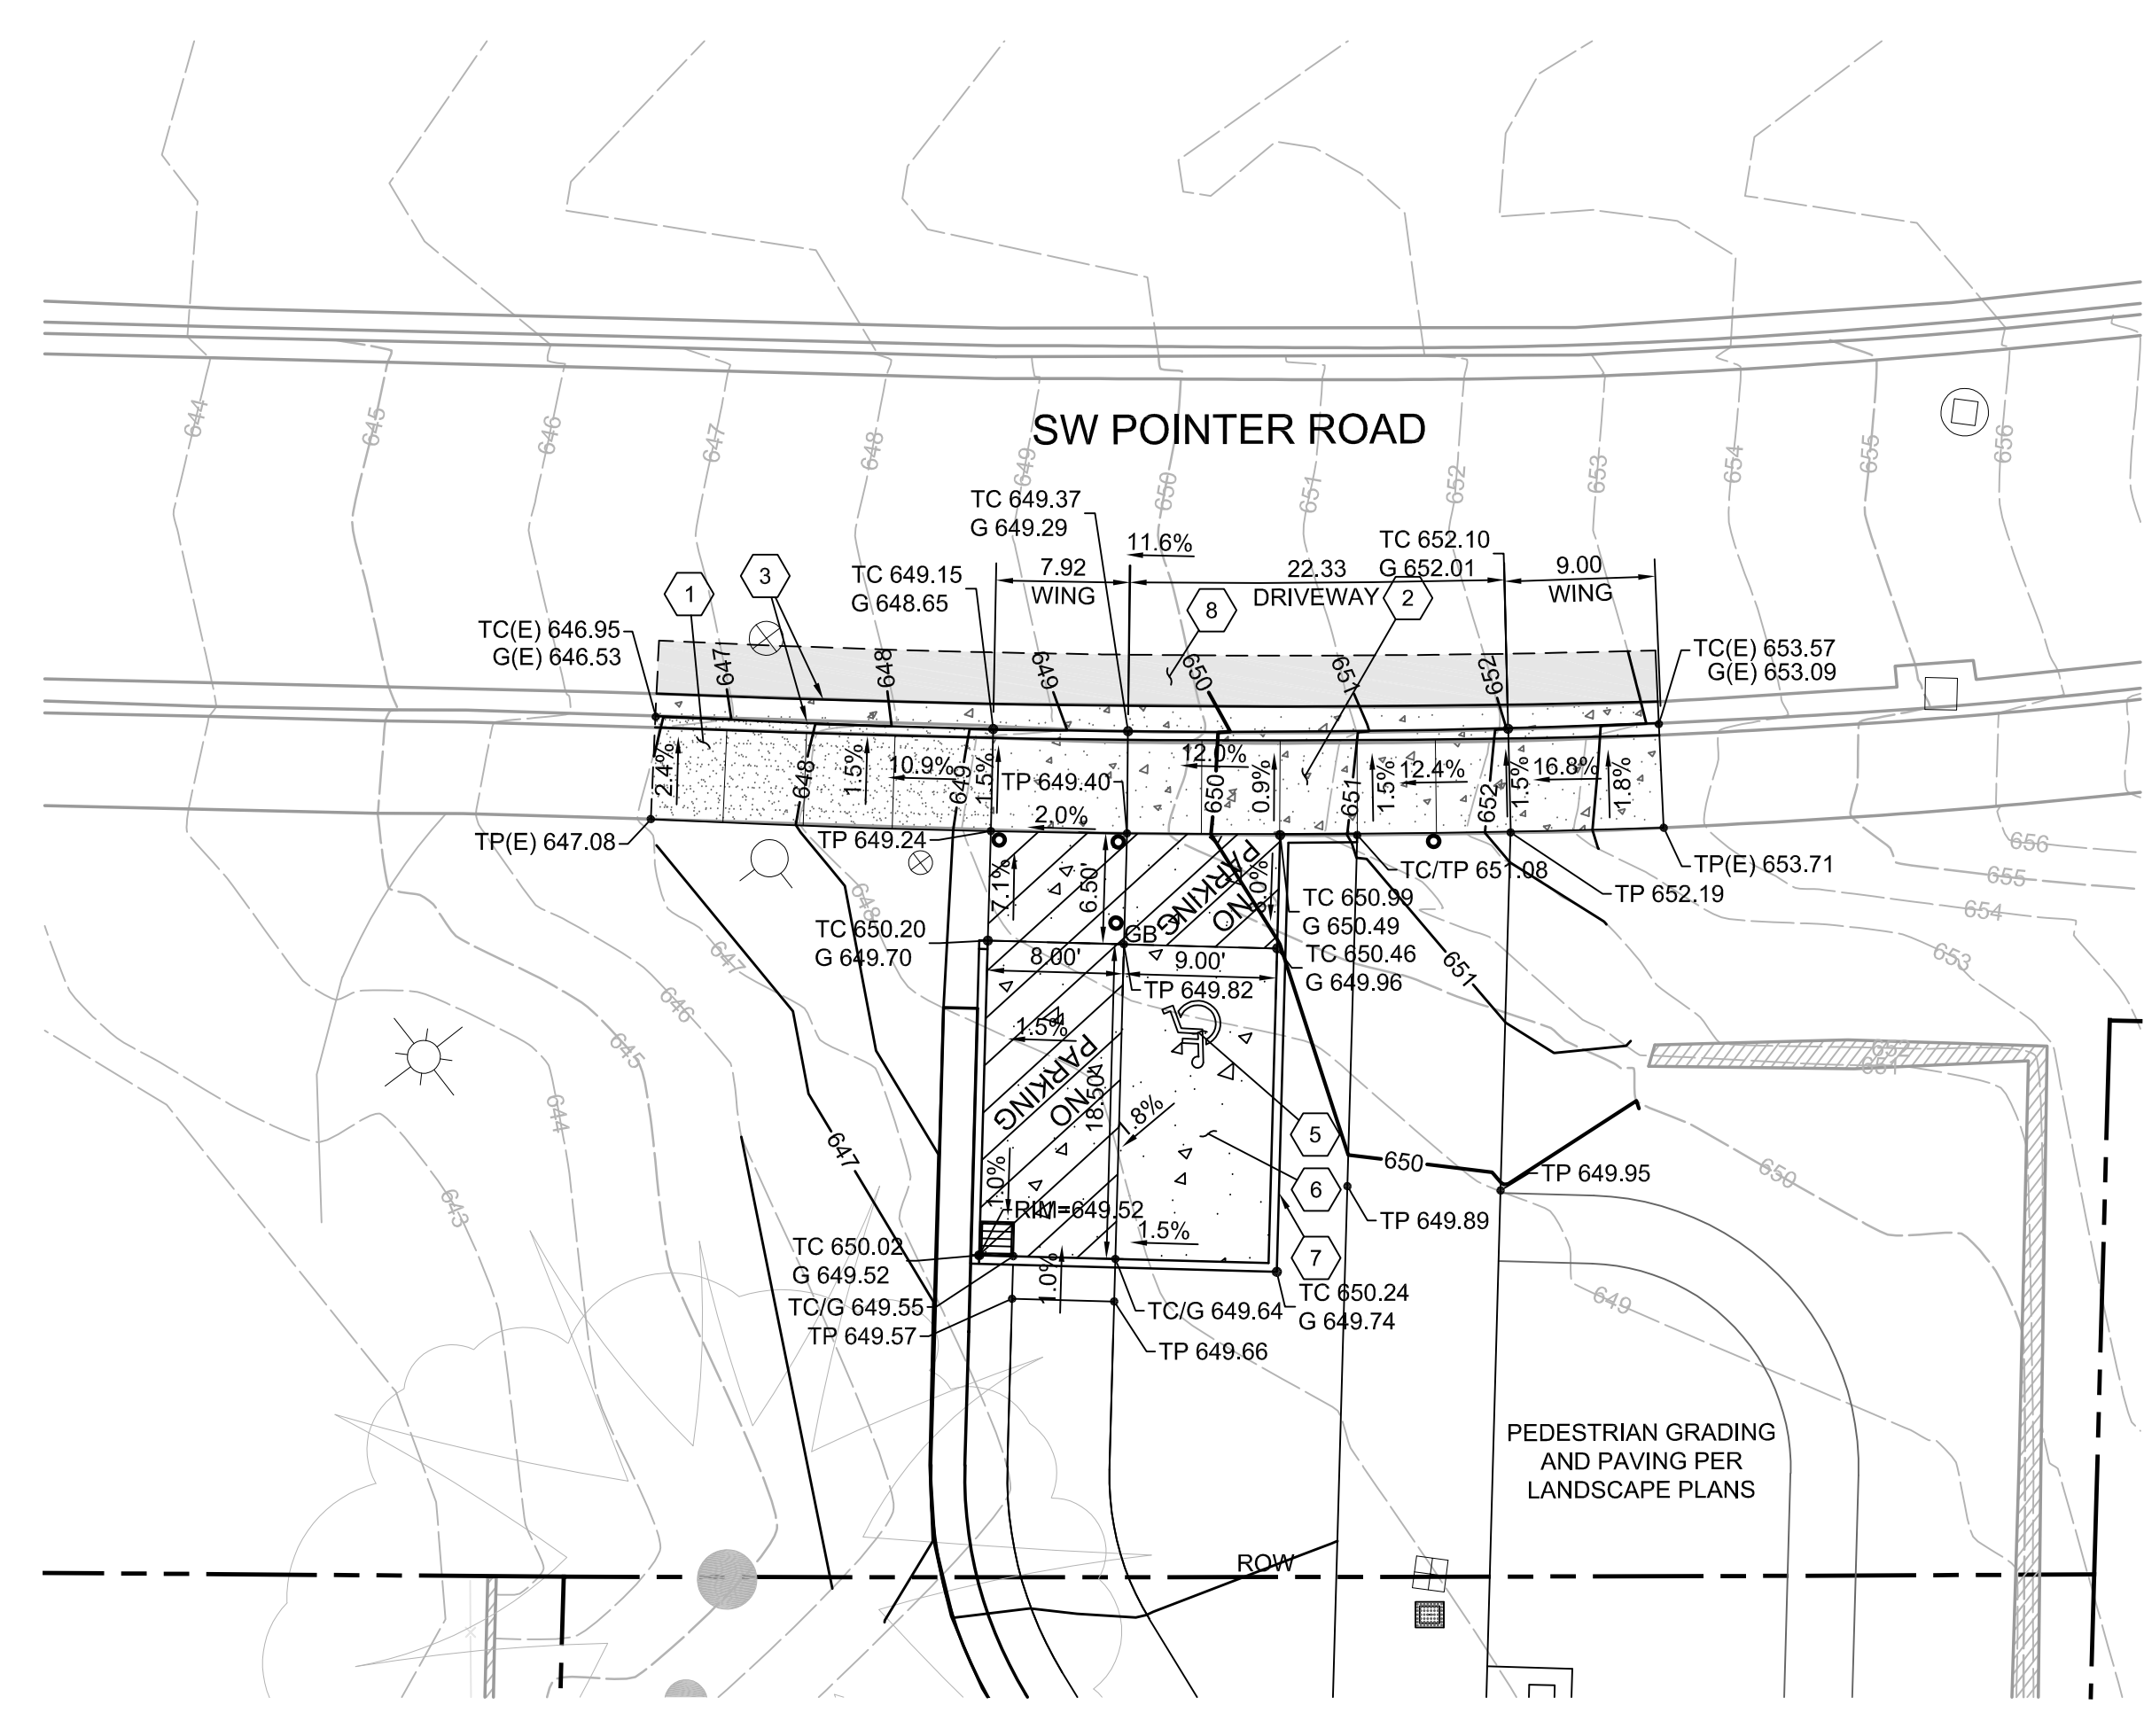 644
645
646
647
648
649
650
651
652
653
654
655
656
SW POINTER ROAD
TC 649.37
G 649.29
11.6%
TC 652.10
G 652.01
7.92
WING
22.33
DRIVEWAY
9.00
WING
TC 649.15
G 648.65
1
3
8
2
TC(E) 646.95
G(E) 646.53
TC(E) 653.57
G(E) 653.09
647
648
649
650
651
652
2.4%
648
1.5%
10.9%
649
1.5%
TP 649.40
12.0%
650
0.9%
651
1.5%
12.4%
652
1.5%
16.8%
1.8%
2.0%
TP(E) 647.08
TP 649.24
TC/TP 651.08
TP(E) 653.71
TP 652.19
656
655
654
653
652
651
7.1%
6.50'
NO
PARKING
TC 650.99
G 650.49
TC 650.20
G 649.70
GB
TC 650.46
G 649.96
8.00'
9.00'
TP 649.82
651
648
647
646
645
644
643
1.5%
NO
PARKING
18.50'
1.8%
5
6
7
647
650
TP 649.95
650
TP 649.89
649
1.0%
RIM=649.52
1.5%
TC 650.02
G 649.52
1.0%
TC/G 649.55
TP 649.57
TC/G 649.64
TP 649.66
TC 650.24
G 649.74
PEDESTRIAN GRADING
AND PAVING PER
LANDSCAPE PLANS
ROW